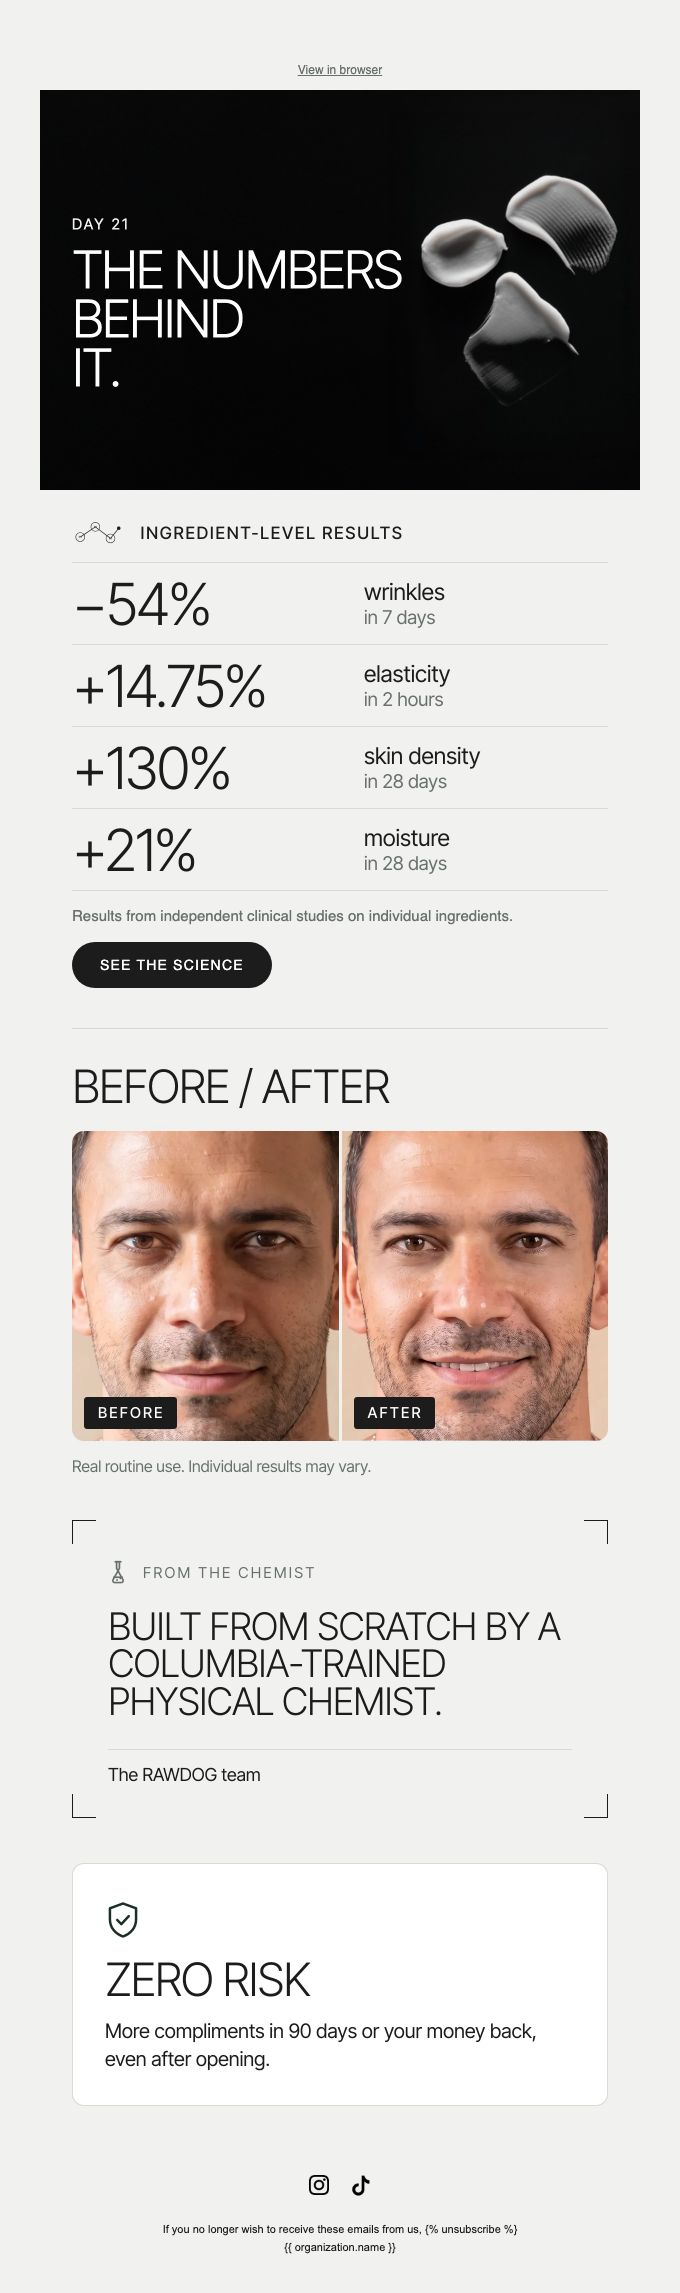 View in browser
DAY 21
THE NUMBERS
BEHIND
IT.
INGREDIENT-LEVEL RESULTS
–54%
wrinkles
in 7 days
+14.75%
elasticity
in 2 hours
+130%
skin density
in 28 days
+21%
moisture
in 28 days
Results from independent clinical studies on individual ingredients.
SEE THE SCIENCE
BEFORE / AFTER
BEFORE
AFTER
Real routine use. Individual results may vary.
FROM THE CHEMIST
BUILT FROM SCRATCH BY A
COLUMBIA-TRAINED
PHYSICAL CHEMIST.
The RAWDOG team
ZERO RISK
More compliments in 90 days or your money back,
even after opening.
If you no longer wish to receive these emails from us, {% unsubscribe %}
{{ organization.name }}